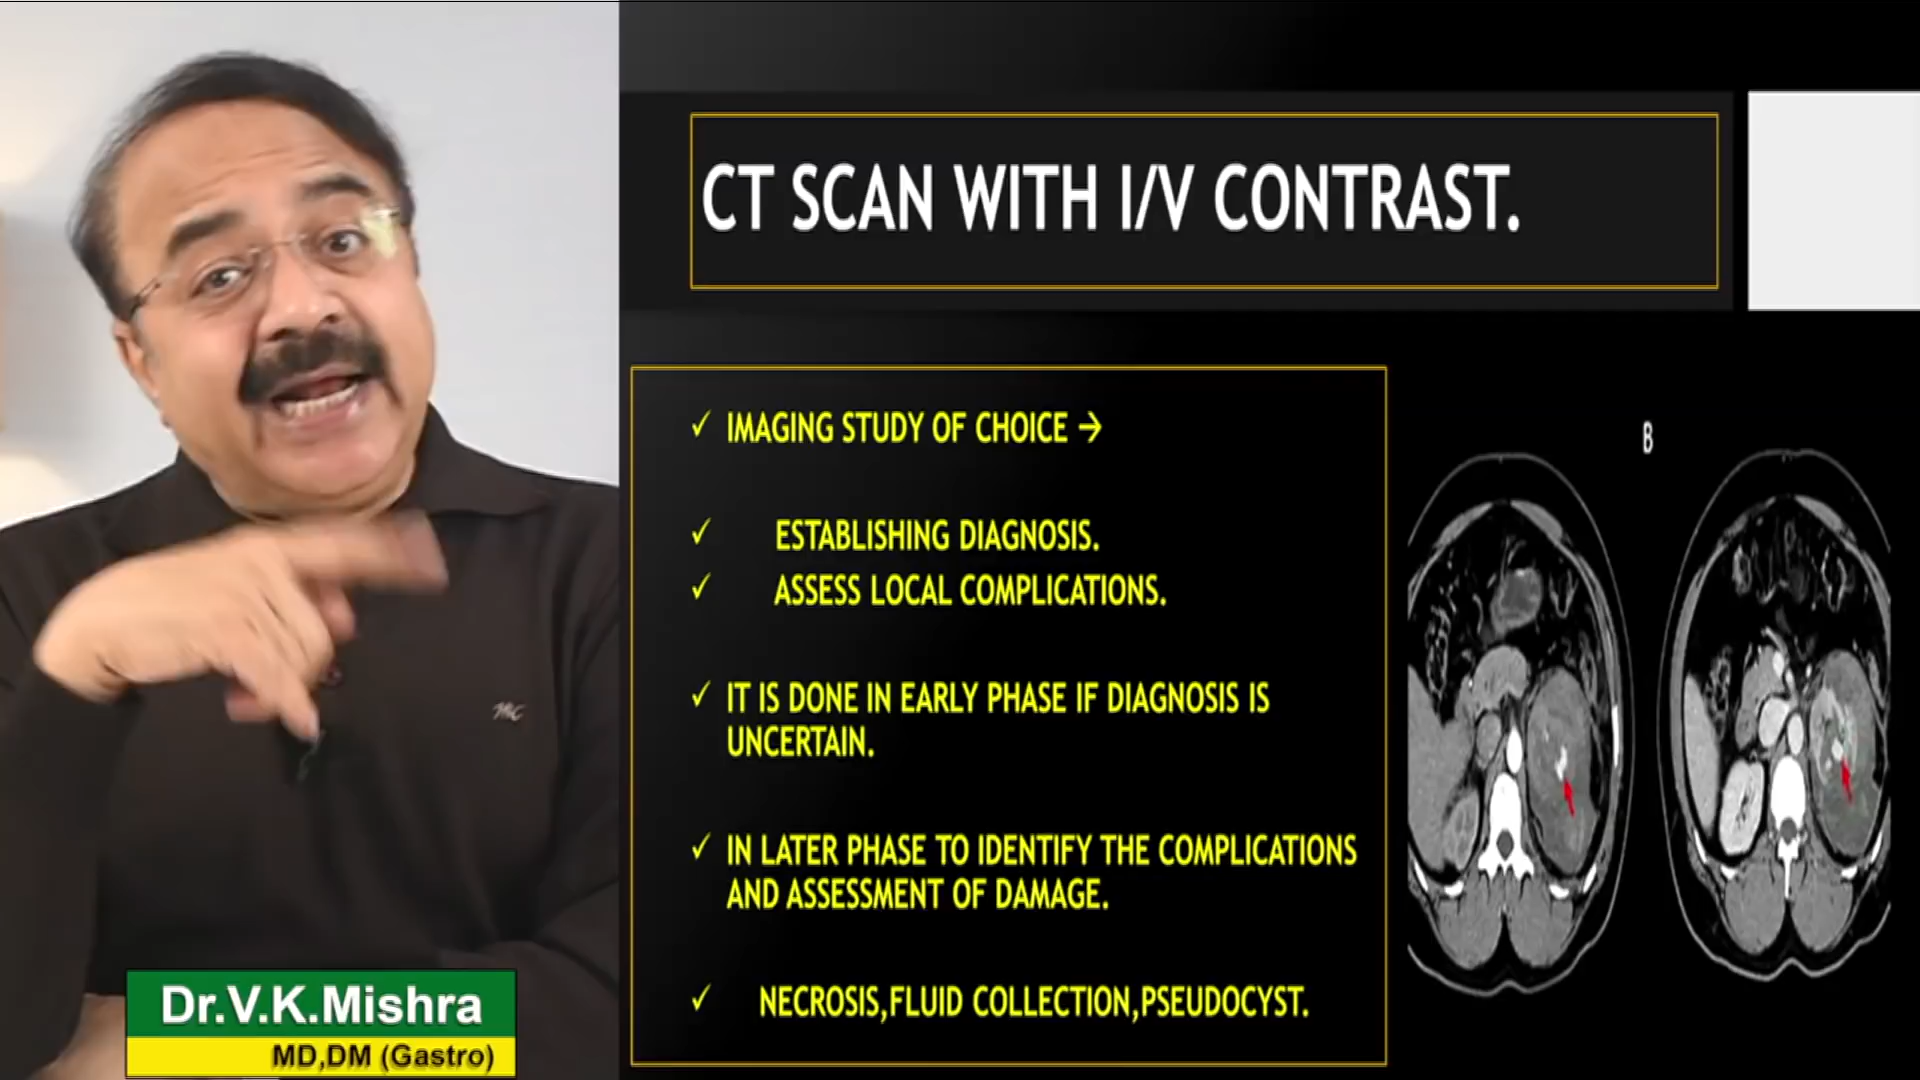 CT SCAN WITH I/V CONTRAST.
B
✓ IMAGING STUDY OF CHOICE →
✓ ESTABLISHING DIAGNOSIS.
✓ ASSESS LOCAL COMPLICATIONS.
✓ IT IS DONE IN EARLY PHASE IF DIAGNOSIS IS
UNCERTAIN.
✓ IN LATER PHASE TO IDENTIFY THE COMPLICATIONS
AND ASSESSMENT OF DAMAGE.
✓ NECROSIS,FLUID COLLECTION,PSEUDOCYST.
Dr.V.K.Mishra
MD,DM (Gastro)